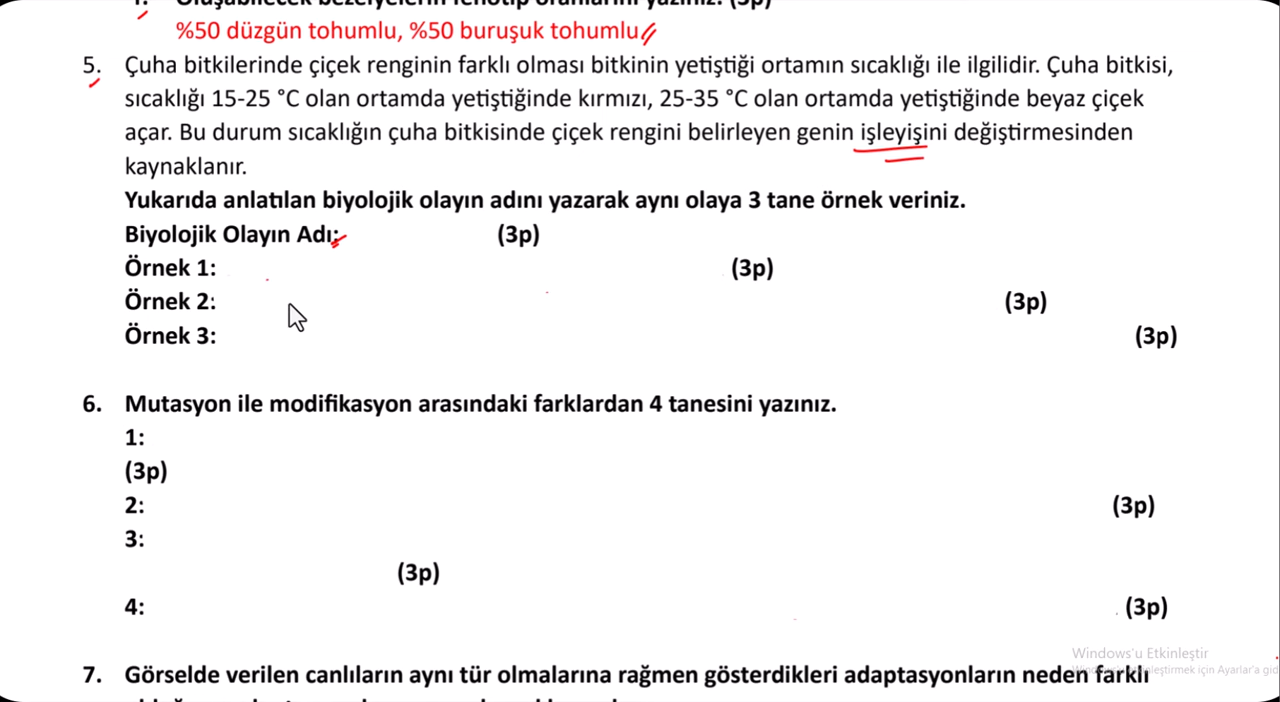 %50 düzgün tohumlu, %50 buruşuk tohumlu
5. Çuha bitkilerinde çiçek renginin farklı olması bitkinin yetiştiği ortamın sıcaklığı ile ilgilidir. Çuha bitkisi,
sıcaklığı 15-25 °C olan ortamda yetiştiğinde kırmızı, 25-35 °C olan ortamda yetiştiğinde beyaz çiçek
açar. Bu durum sıcaklığın çuha bitkisinde çiçek rengini belirleyen genin işleyişini değiştirmesinden
kaynaklanır.
Yukarıda anlatılan biyolojik olayın adını yazarak aynı olaya 3 tane örnek veriniz.
Biyolojik Olayın Adı: (3p)
Örnek 1: (3p)
Örnek 2: (3p)
Örnek 3: (3p)
6. Mutasyon ile modifikasyon arasındaki farklardan 4 tanesini yazınız.
1:
(3p)
2: (3p)
3:
(3p)
4: (3p)
Windows'u Etkinleştir
7. Görselde verilen canlıların aynı tür olmalarına rağmen gösterdikleri adaptasyonların neden farklı